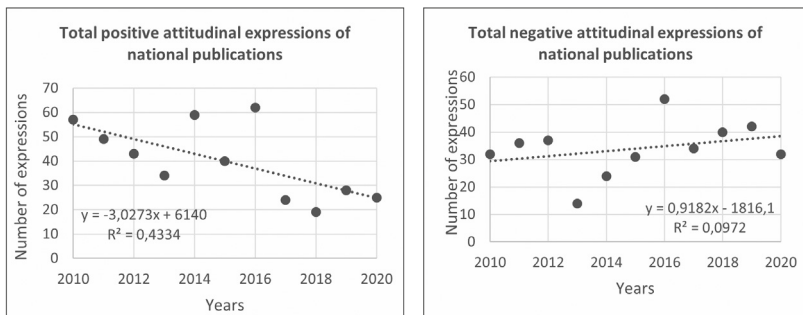 Total positive attitudinal expressions of
national publications
Number of expressions
70
60
50
40
30
20
10
0
y = -3,0273x + 6140
R² = 0,4334
2010 2012 2014 2016 2018 2020
Years
Total negative attitudinal expressions of
national publications
Number of expressions
60
50
40
30
20
10
0
y = 0,9182x - 1816,1
R² = 0,0972
2010 2012 2014 2016 2018 2020
Years